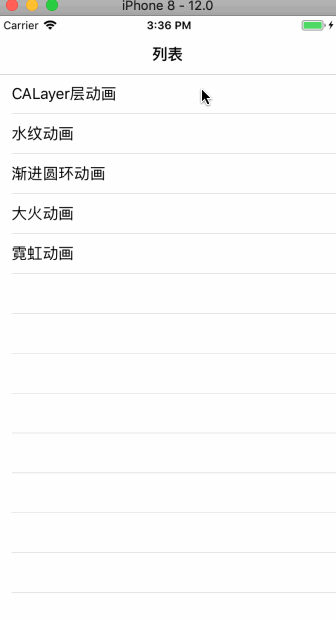 iPhone 8 - 12.0
Carrier 3:36 PM
列表
CALayer层动画
水纹动画
渐进圆环动画
大火动画
霓虹动画